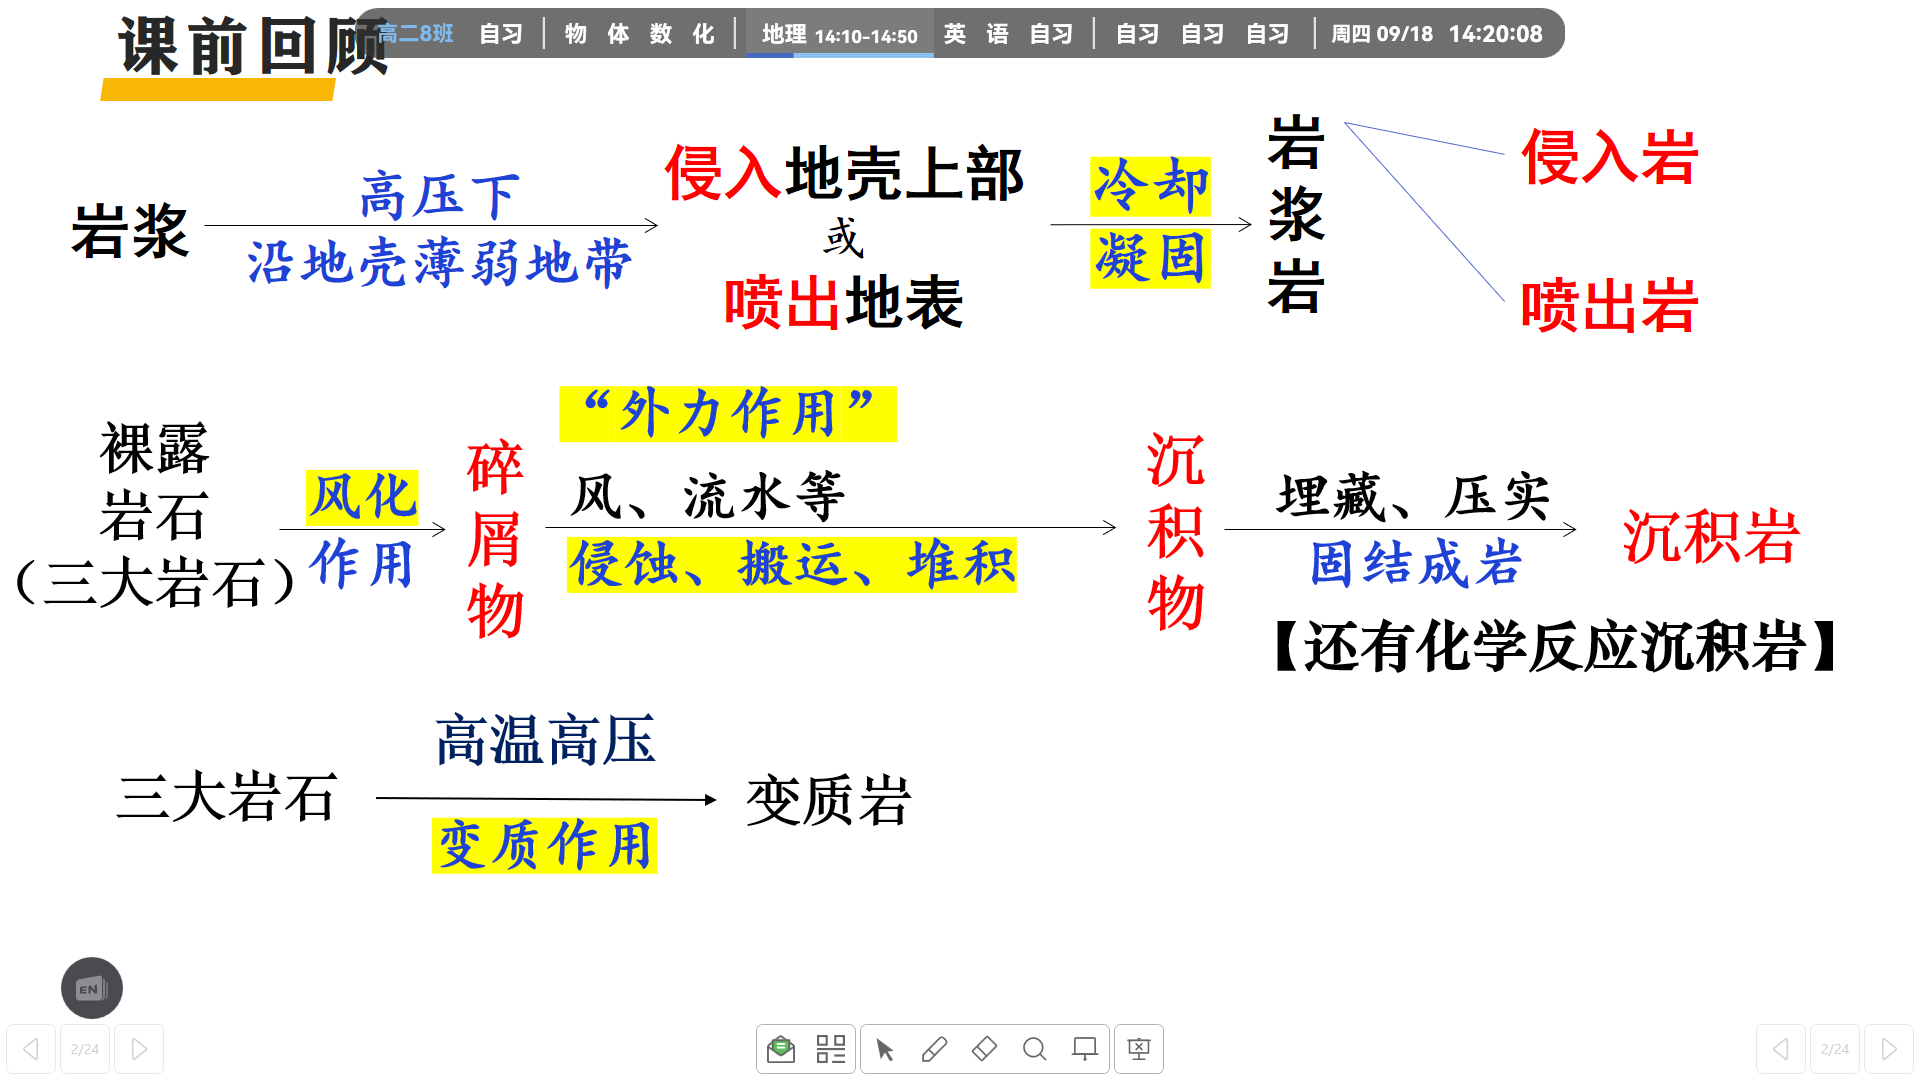 课前回顾
高二8班 自习 物 体 数 化 地理 14:10-14:50 英 语 自习 自习 自习 自习 周四 09/18 14:20:08
岩浆
高压下
沿地壳薄弱地带
侵入地壳上部
或
喷出地表
冷却
凝固
岩浆岩
侵入岩
喷出岩
裸露
岩石
（三大岩石）
风化
作用
碎屑物
“外力作用”
风、流水等
侵蚀、搬运、堆积
沉积物
埋藏、压实
固结成岩
沉积岩
【还有化学反应沉积岩】
三大岩石
高温高压
变质作用
变质岩
EN
2/24
2/24